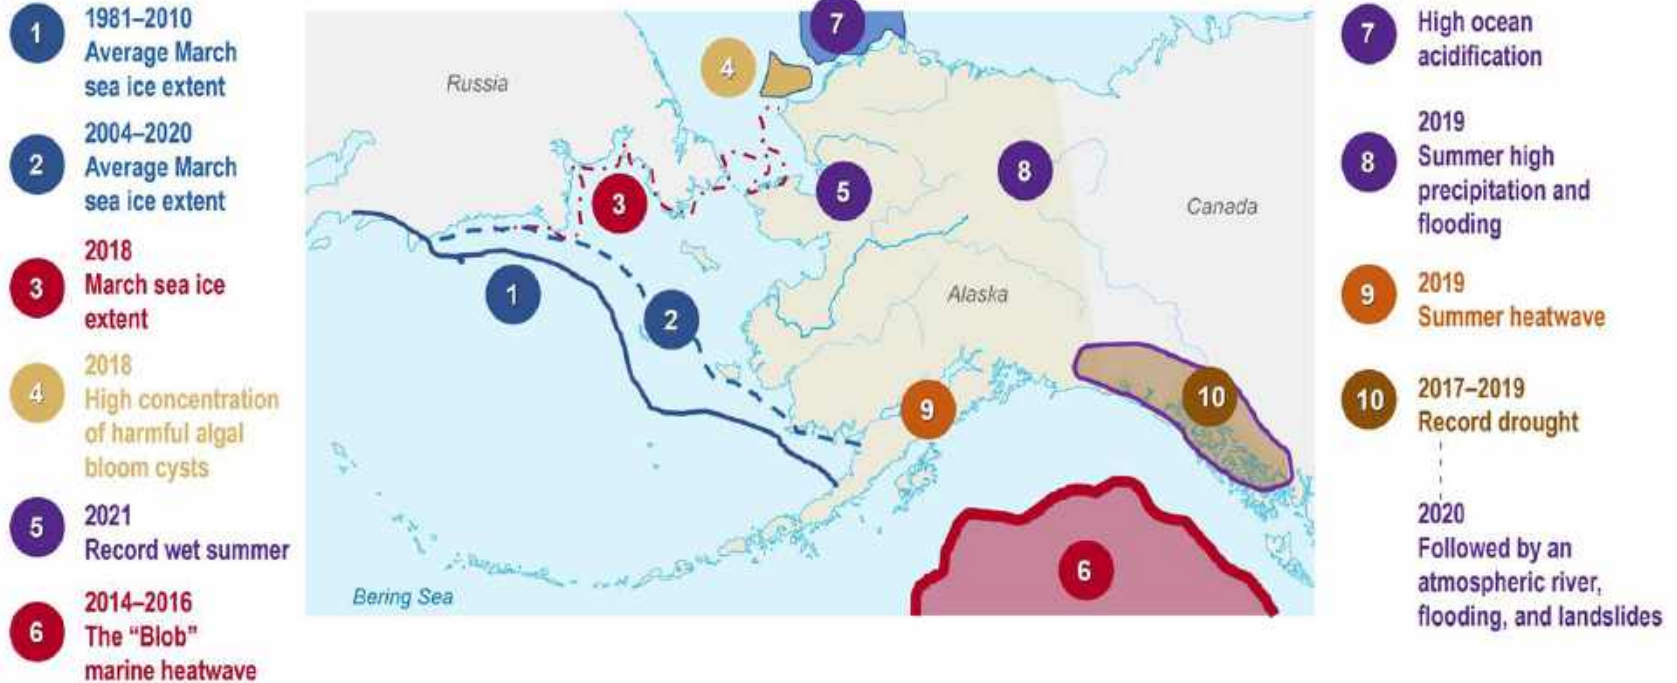 1
1981–2010
Average March
sea ice extent
2
2004–2020
Average March
sea ice extent
3
2018
March sea ice
extent
4
2018
High concentration
of harmful algal
bloom cysts
5
2021
Record wet summer
6
2014–2016
The “Blob”
marine heatwave
Russia
4
7
3
5
8
Canada
1
2
Alaska
9
10
6
Bering Sea
7
High ocean
acidification
8
2019
Summer high
precipitation and
flooding
9
2019
Summer heatwave
10
2017–2019
Record drought
2020
Followed by an
atmospheric river,
flooding, and landslides